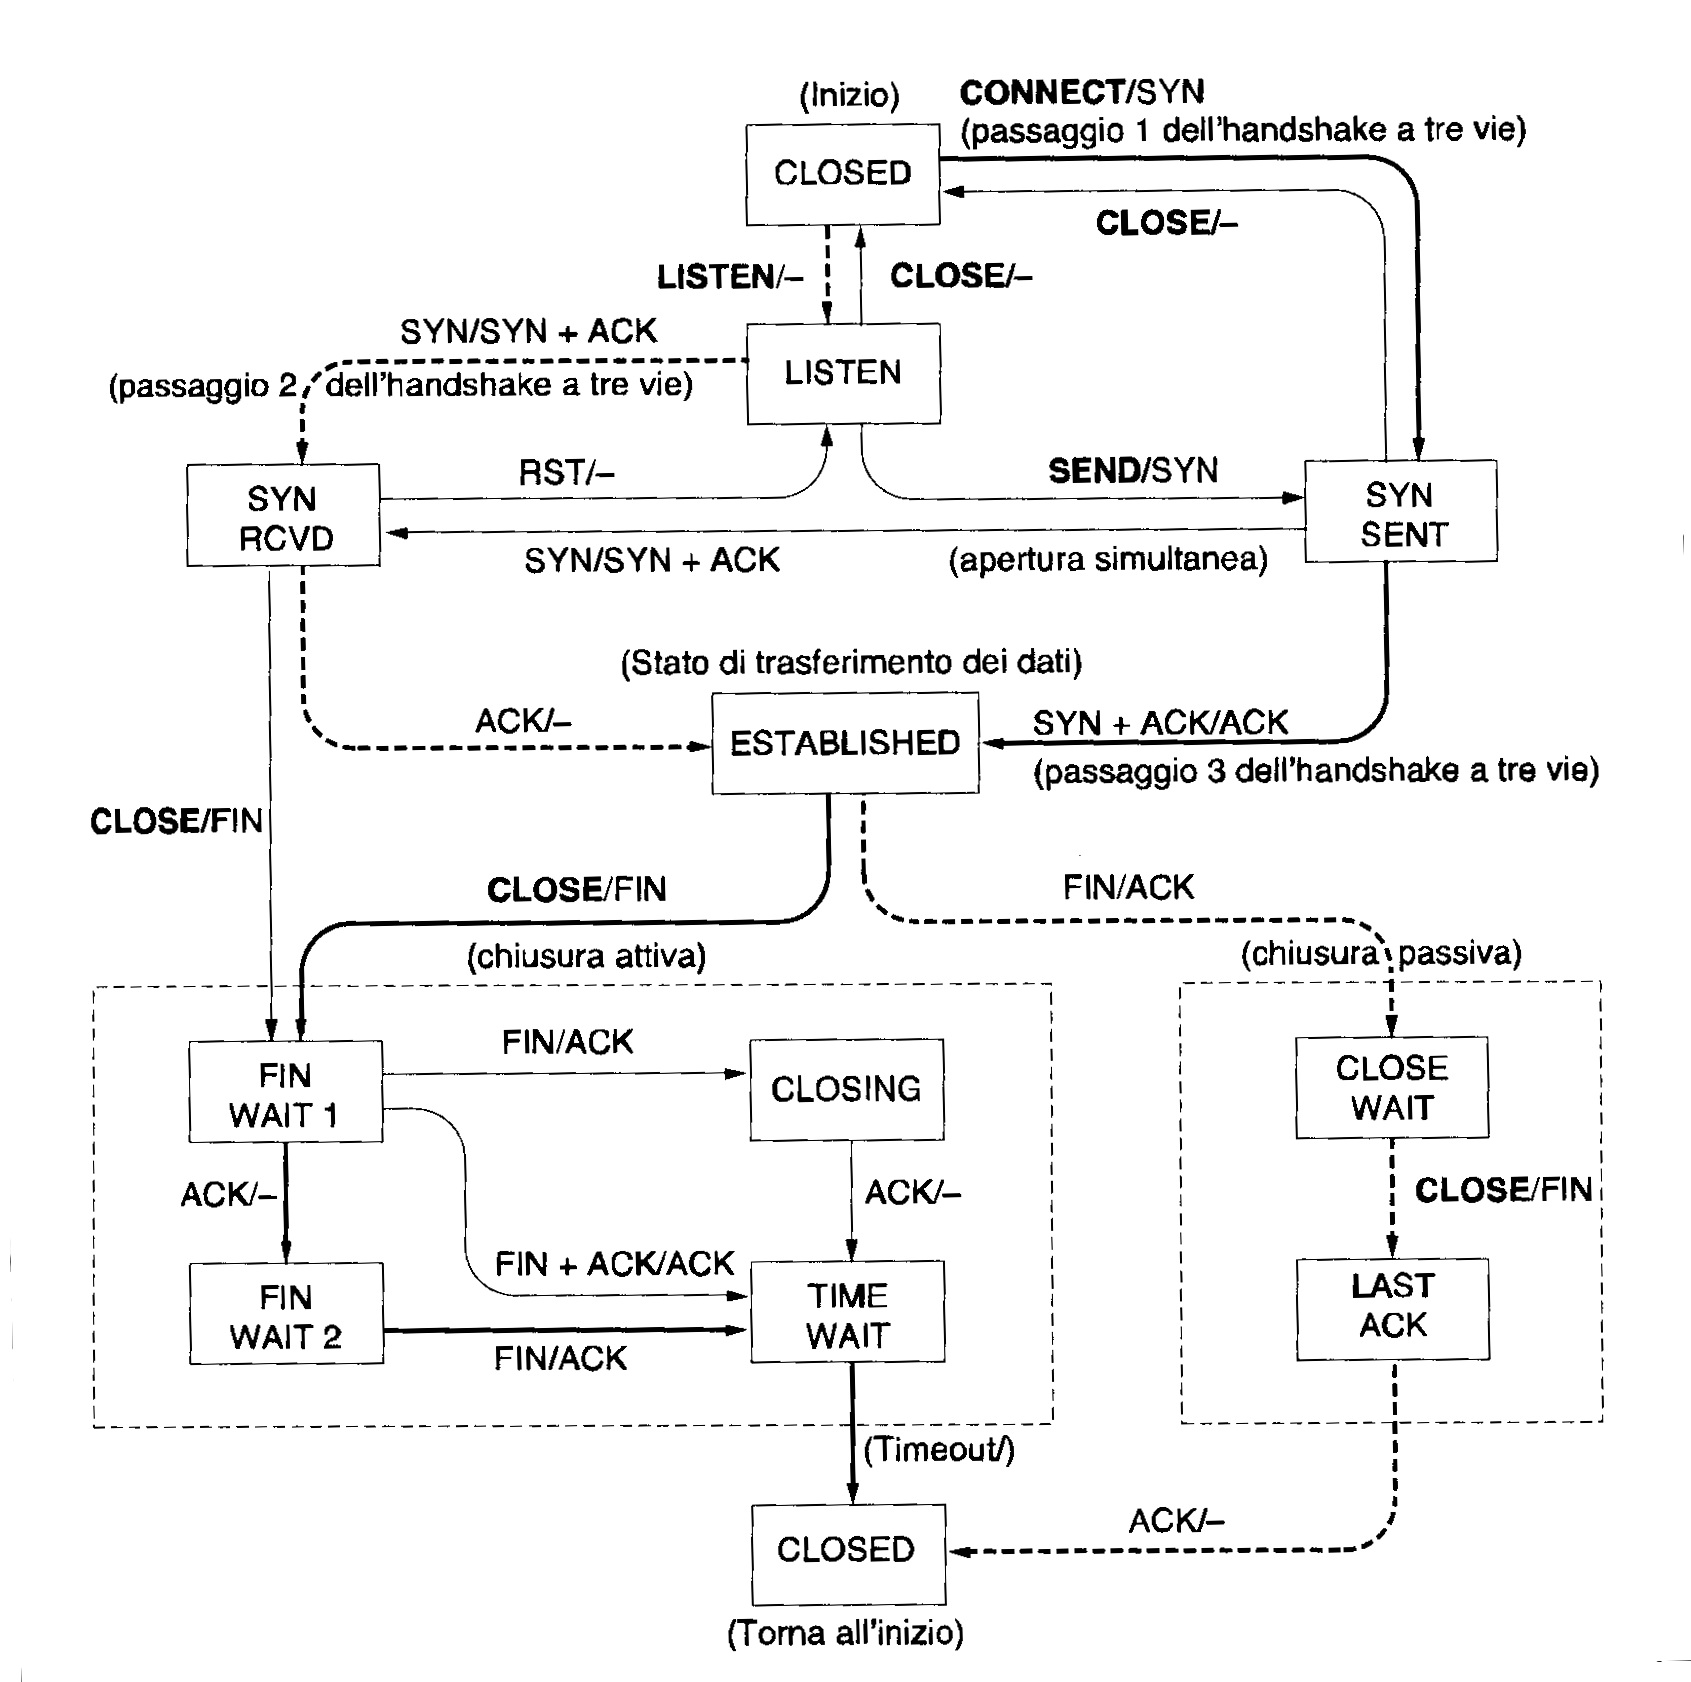 (Inizio)
CONNECT/SYN
(passaggio 1 dell'handshake a tre vie)
CLOSED
CLOSE/–
LISTEN/–
CLOSE/–
SYN/SYN + ACK
(passaggio 2 dell'handshake a tre vie)
LISTEN
RST/–
SEND/SYN
SYN
RCVD
SYN
SENT
SYN/SYN + ACK
(apertura simultanea)
(Stato di trasferimento dei dati)
ACK/–
ESTABLISHED
SYN + ACK/ACK
(passaggio 3 dell'handshake a tre vie)
CLOSE/FIN
CLOSE/FIN
FIN/ACK
(chiusura attiva)
(chiusura passiva)
FIN/ACK
FIN
WAIT 1
CLOSING
CLOSE
WAIT
ACK/–
ACK/–
CLOSE/FIN
FIN + ACK/ACK
FIN
WAIT 2
TIME
WAIT
LAST
ACK
FIN/ACK
(Timeout/)
ACK/–
CLOSED
(Torna all'inizio)